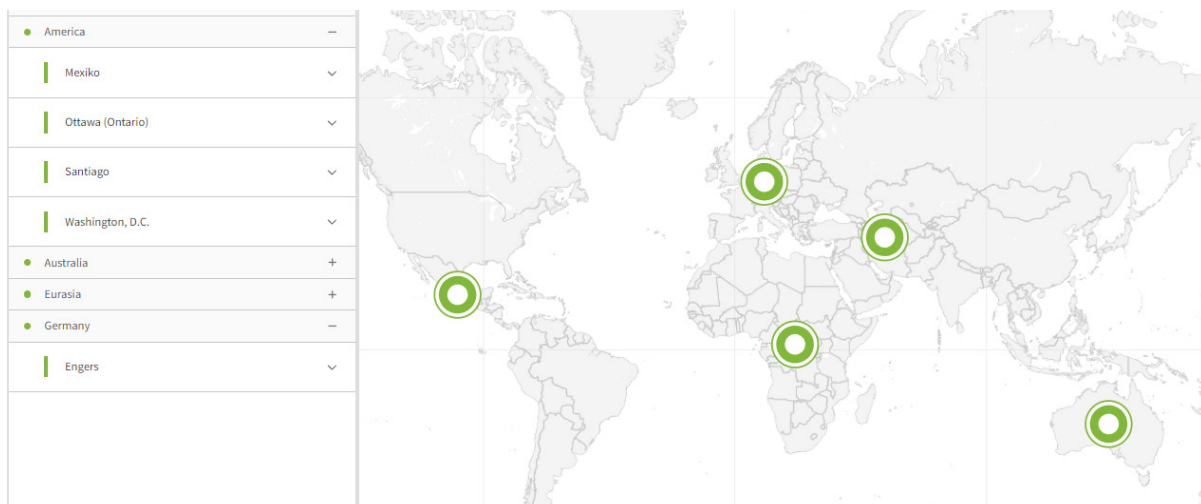 America
Mexiko
Ottawa (Ontario)
Santiago
Washington, D.C.
Australia
Eurasia
Germany
Engers